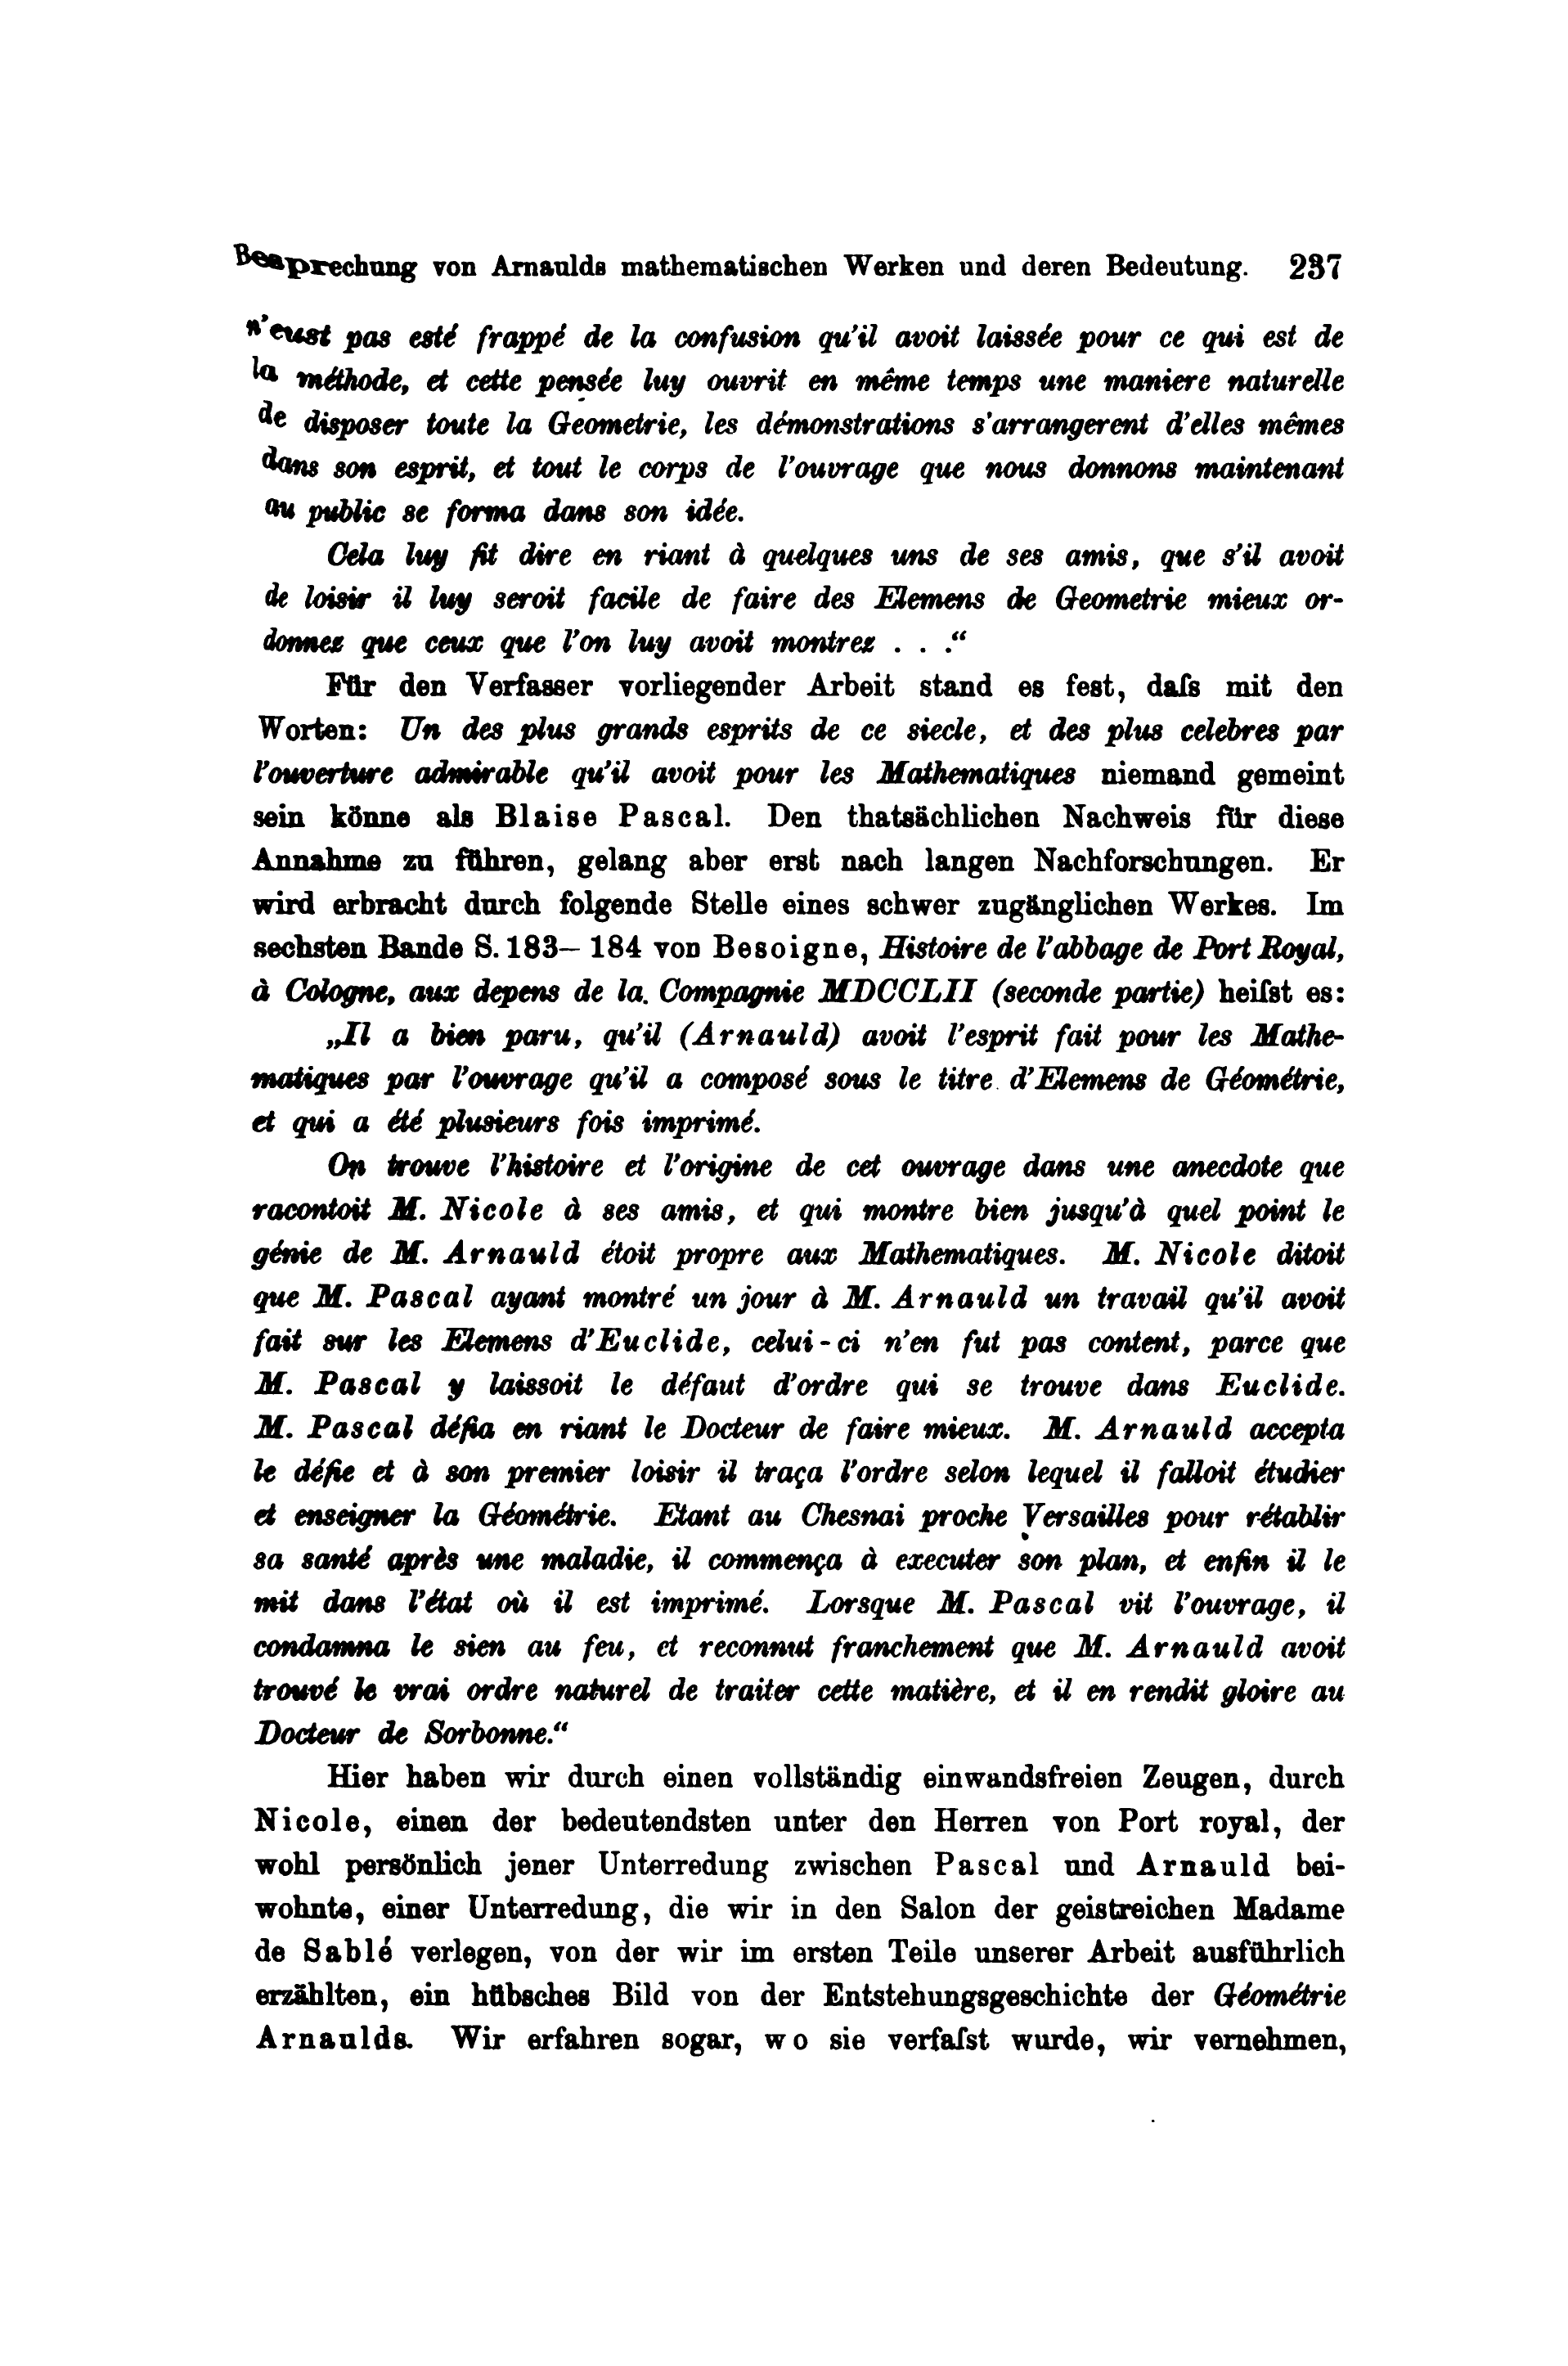 Besprechung von Arnaulds mathematischen Werken und deren Bedeutung. 237
n'eust pas esté frappé de la confusion qu'il avoit laissée pour ce qui est de
la méthode, et cette pensée luy ouvrit en même temps une maniere naturelle
de disposer toute la Geometrie, les démonstrations s'arrangerent d'elles mêmes
dans son esprit, et tout le corps de l'ouvrage que nous donnons maintenant
au public se forma dans son idée.
Cela luy fit dire en riant à quelques uns de ses amis, que s'il avoit
de loisir il luy seroit facile de faire des Elemens de Geometrie mieux or-
donnez que ceux que l'on luy avoit montrez . . .“
Für den Verfasser vorliegender Arbeit stand es fest, daſs mit den
Worten: Un des plus grands esprits de ce siecle, et des plus celebres par
l'ouverture admirable qu'il avoit pour les Mathematiques niemand gemeint
sein könne als Blaise Pascal. Den thatsächlichen Nachweis für diese
Annahme zu führen, gelang aber erst nach langen Nachforschungen. Er
wird erbracht durch folgende Stelle eines schwer zugänglichen Werkes. Im
sechsten Bande S. 183– 184 von Besoigne, Histoire de l'abbage de Port Royal,
à Cologne, aux depens de la. Compagnie MDCCLII (seconde partie) heiſst es:
„Il a bien paru, qu'il (Arnauld) avoit l'esprit fait pour les Mathe-
matiques par l'ouvrage qu'il a composé sous le titre d'Elemens de Géométrie,
et qui a été plusieurs fois imprimé.
On trouve l'histoire et l'origine de cet ouvrage dans une anecdote que
racontoit M. Nicole à ses amis, et qui montre bien jusqu'à quel point le
génie de M. Arnauld étoit propre aux Mathematiques. M. Nicole ditoit
que M. Pascal ayant montré un jour à M. Arnauld un travail qu'il avoit
fait sur les Elemens d'Euclide, celui-ci n'en fut pas content, parce que
M. Pascal y laissoit le défaut d'ordre qui se trouve dans Euclide.
M. Pascal défia en riant le Docteur de faire mieux. M. Arnauld accepta
le défie et à son premier loisir il traça l'ordre selon lequel il falloit étudier
et enseigner la Géométrie. Etant au Chesnai proche Versailles pour rétablir
sa santé après une maladie, il commença à executer son plan, et enfin il le
mit dans l'état où il est imprimé. Lorsque M. Pascal vit l'ouvrage, il
condamna le sien au feu, et reconnut franchement que M. Arnauld avoit
trouvé le vrai ordre naturel de traiter cette matière, et il en rendit gloire au
Docteur de Sorbonne.“
Hier haben wir durch einen vollständig einwandsfreien Zeugen, durch
Nicole, einen der bedeutendsten unter den Herren von Port royal, der
wohl persönlich jener Unterredung zwischen Pascal und Arnauld bei-
wohnte, einer Unterredung, die wir in den Salon der geistreichen Madame
de Sablé verlegen, von der wir im ersten Teile unserer Arbeit ausführlich
erzählten, ein hübsches Bild von der Entstehungsgeschichte der Géométrie
Arnaulds. Wir erfahren sogar, wo sie verfaſst wurde, wir vernehmen,